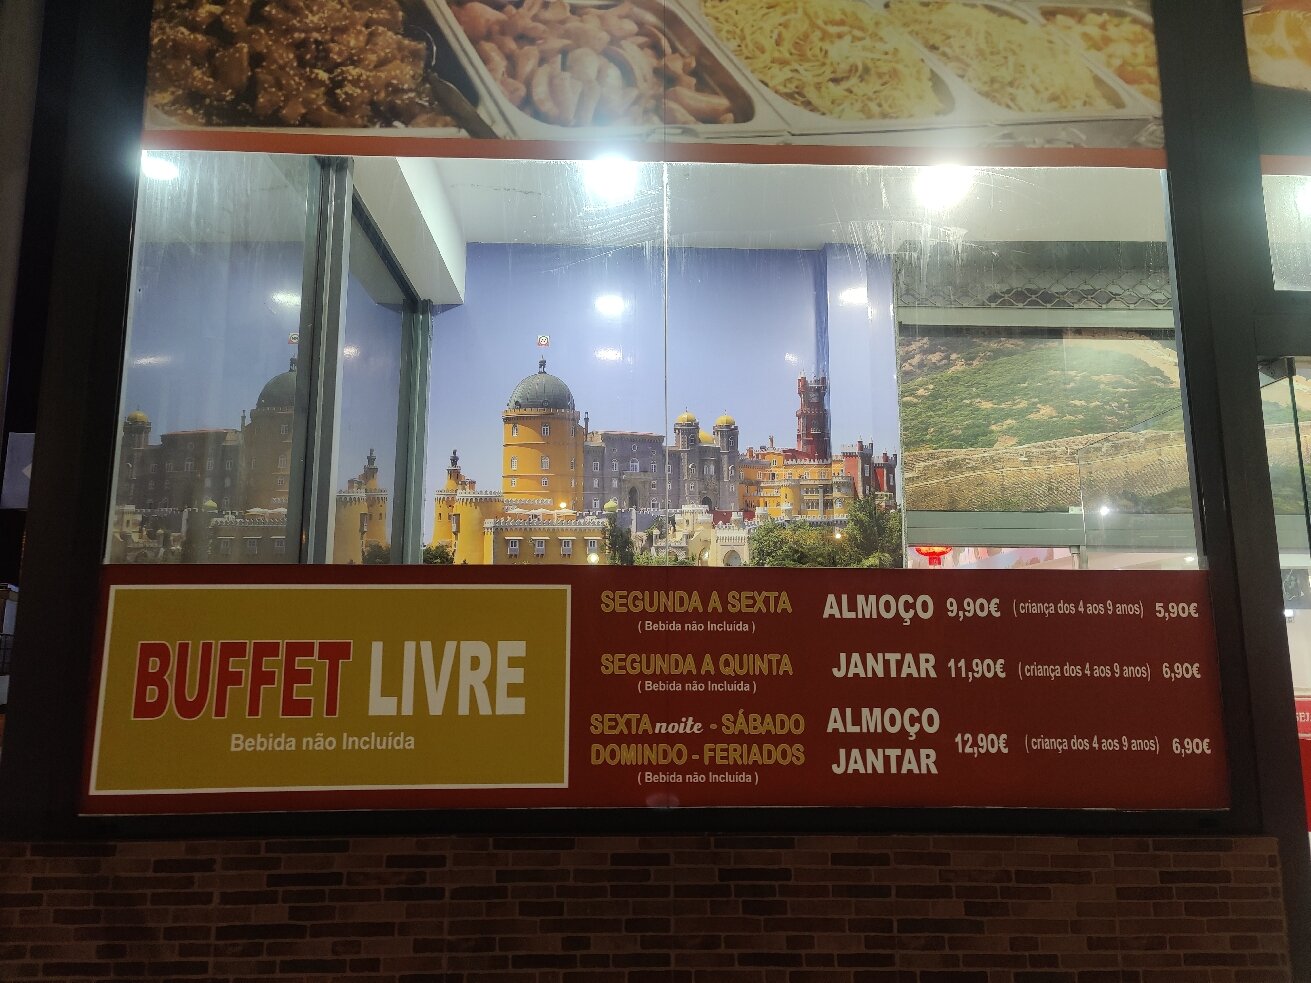 BUFFET LIVRE
Bebida não Incluída
SEGUNDA A SEXTA ALMOÇO 9,90€ ( criança dos 4 aos 9 anos) 5,90€
( Bebida não Incluída )
SEGUNDA A QUINTA JANTAR 11,90€ ( criança dos 4 aos 9 anos) 6,90€
( Bebida não Incluída )
SEXTA noite - SÁBADO ALMOÇO
DOMINDO - FERIADOS JANTAR 12,90€ ( criança dos 4 aos 9 anos) 6,90€
( Bebida não Incluída )